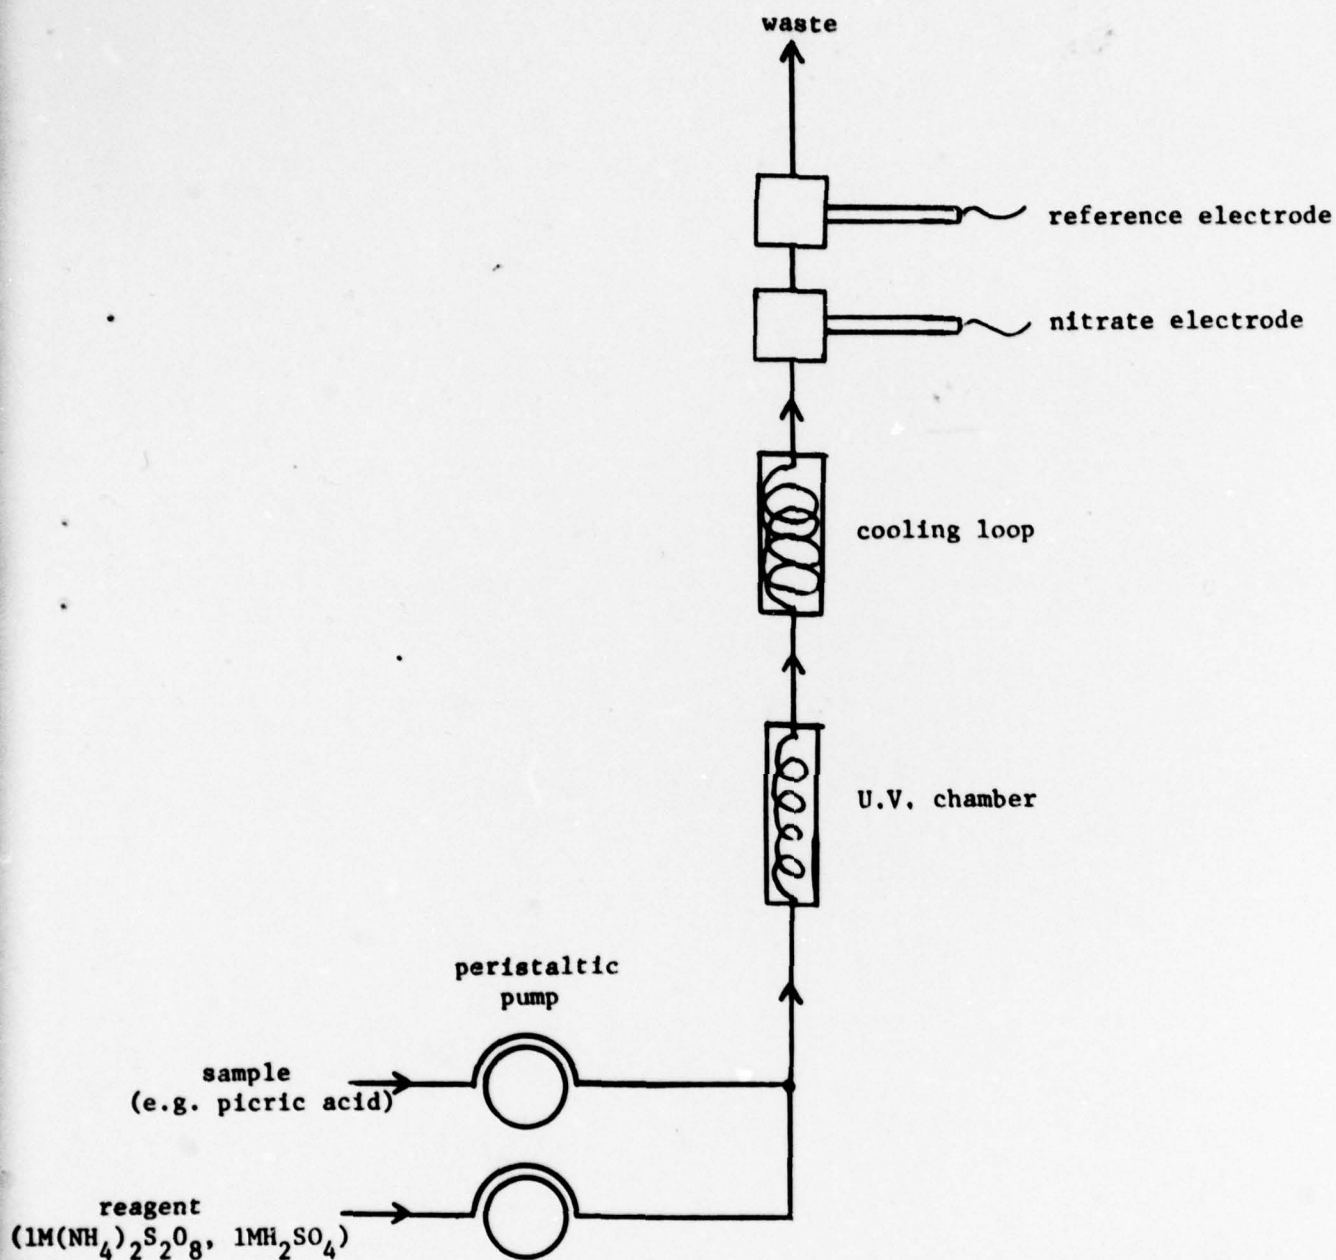 waste
reference electrode
nitrate electrode
cooling loop
U.V. chamber
peristaltic
pump
sample
(e.g. picric acid)
reagent
(1M(NH₄)₂S₂O₈, 1MH₂SO₄)